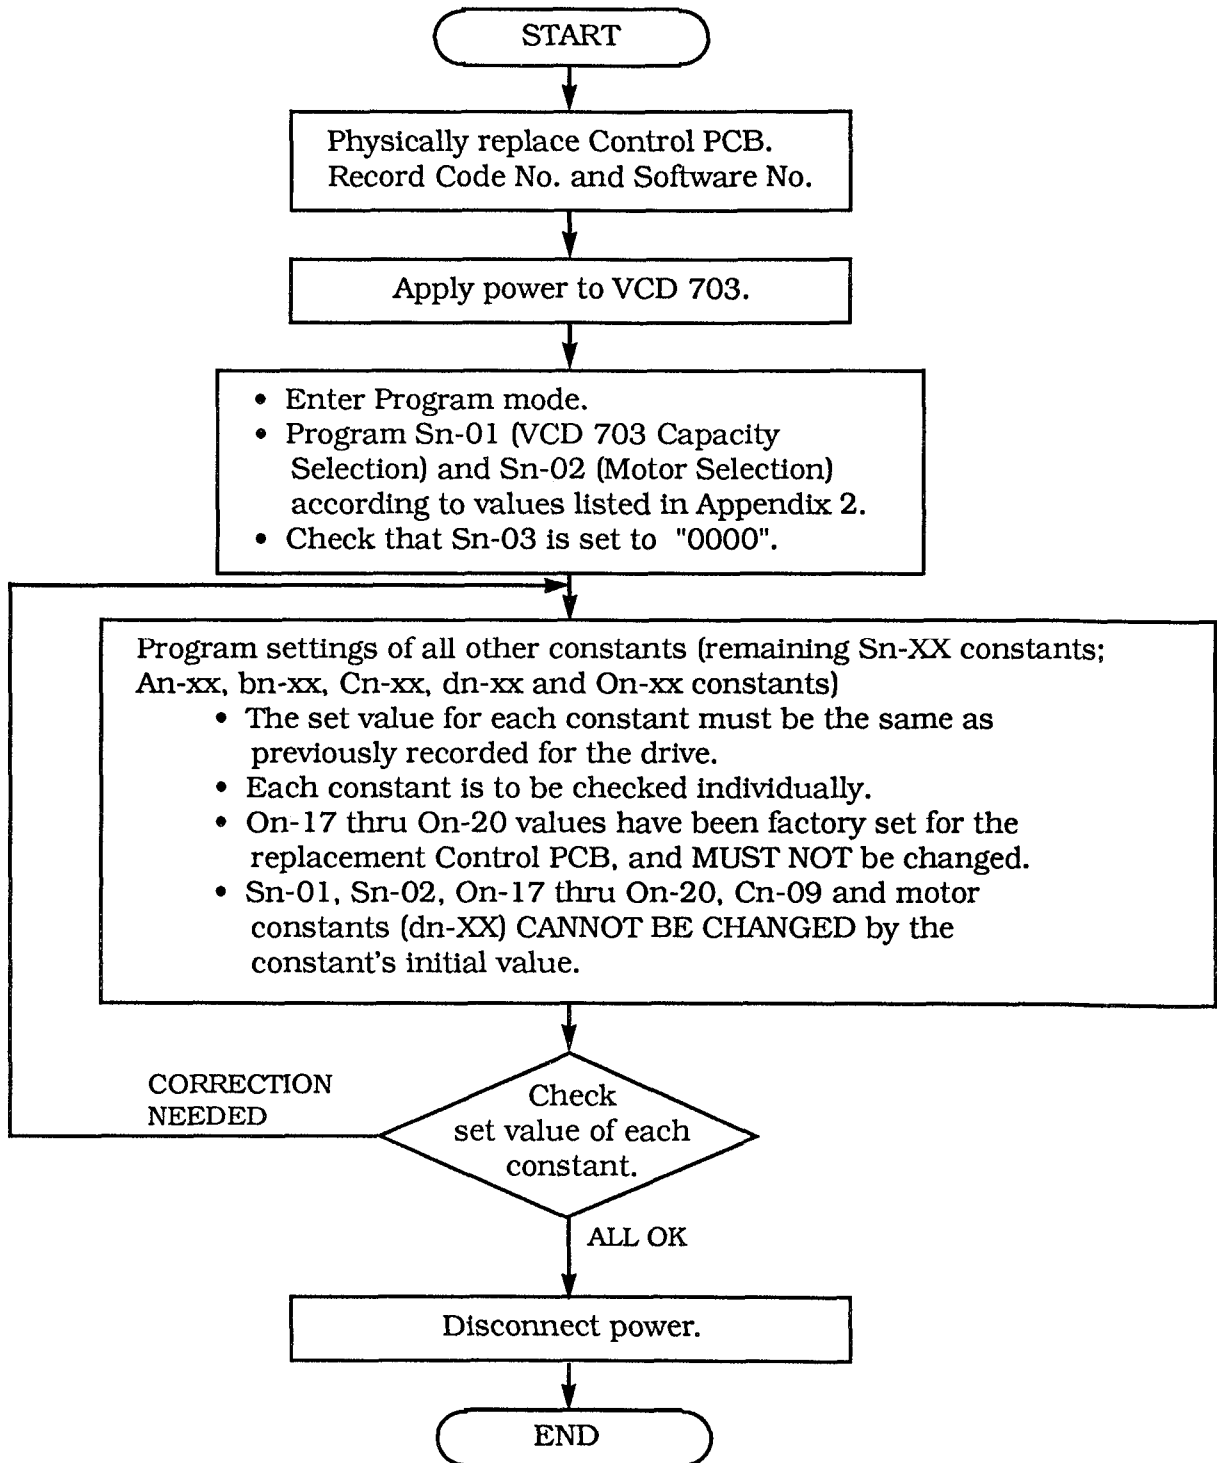 START
Physically replace Control PCB.
Record Code No. and Software No.
Apply power to VCD 703.
• Enter Program mode.
• Program Sn-01 (VCD 703 Capacity
Selection) and Sn-02 (Motor Selection)
according to values listed in Appendix 2.
• Check that Sn-03 is set to "0000".
Program settings of all other constants (remaining Sn-XX constants;
An-xx, bn-xx, Cn-xx, dn-xx and On-xx constants)
• The set value for each constant must be the same as
previously recorded for the drive.
• Each constant is to be checked individually.
• On-17 thru On-20 values have been factory set for the
replacement Control PCB, and MUST NOT be changed.
• Sn-01, Sn-02, On-17 thru On-20, Cn-09 and motor
constants (dn-XX) CANNOT BE CHANGED by the
constant's initial value.
CORRECTION
NEEDED
Check
set value of each
constant.
ALL OK
Disconnect power.
END